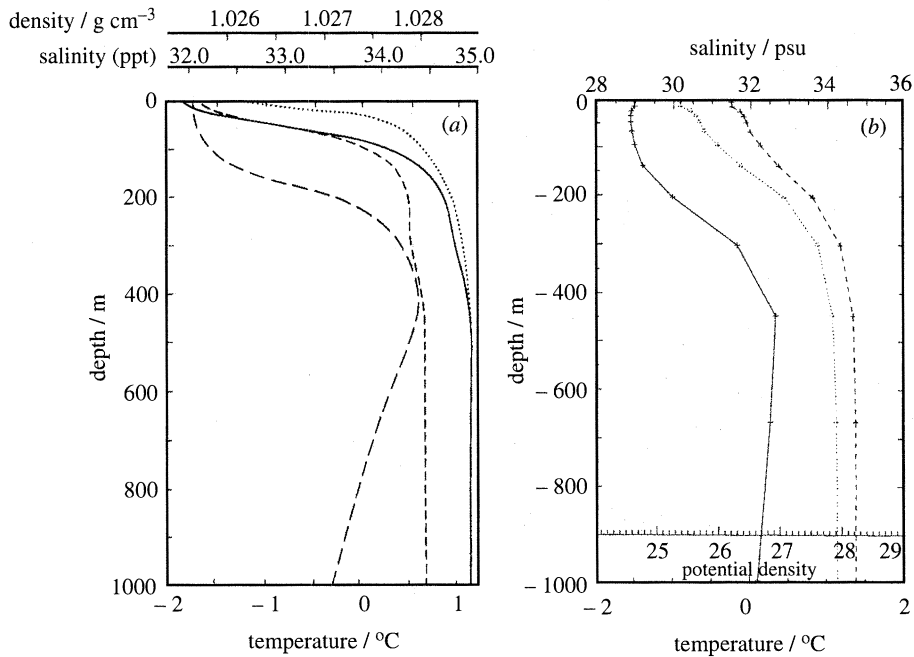 density / g cm⁻³ 1.026 1.027 1.028
salinity (ppt) 32.0 33.0 34.0 35.0
(a)
0
200
400
600
800
1000
depth / m
−2 −1 0 1
temperature / °C
salinity / psu
28 30 32 34 36
(b)
0
− 200
− 400
− 600
− 800
− 1000
depth / m
25 26 27 28 29
potential density
− 2 0 2
temperature / °C